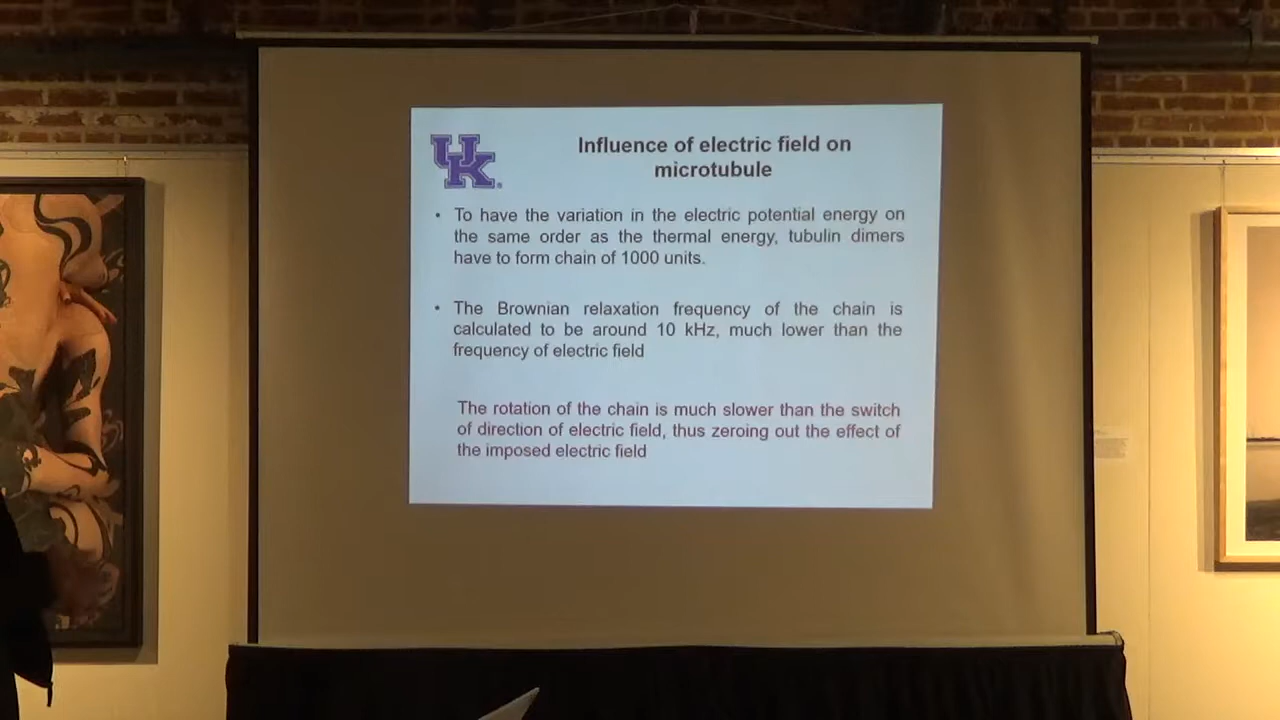 UK
Influence of electric field on
microtubule
• To have the variation in the electric potential energy on
the same order as the thermal energy, tubulin dimers
have to form chain of 1000 units.
• The Brownian relaxation frequency of the chain is
calculated to be around 10 kHz, much lower than the
frequency of electric field
The rotation of the chain is much slower than the switch
of direction of electric field, thus zeroing out the effect of
the imposed electric field